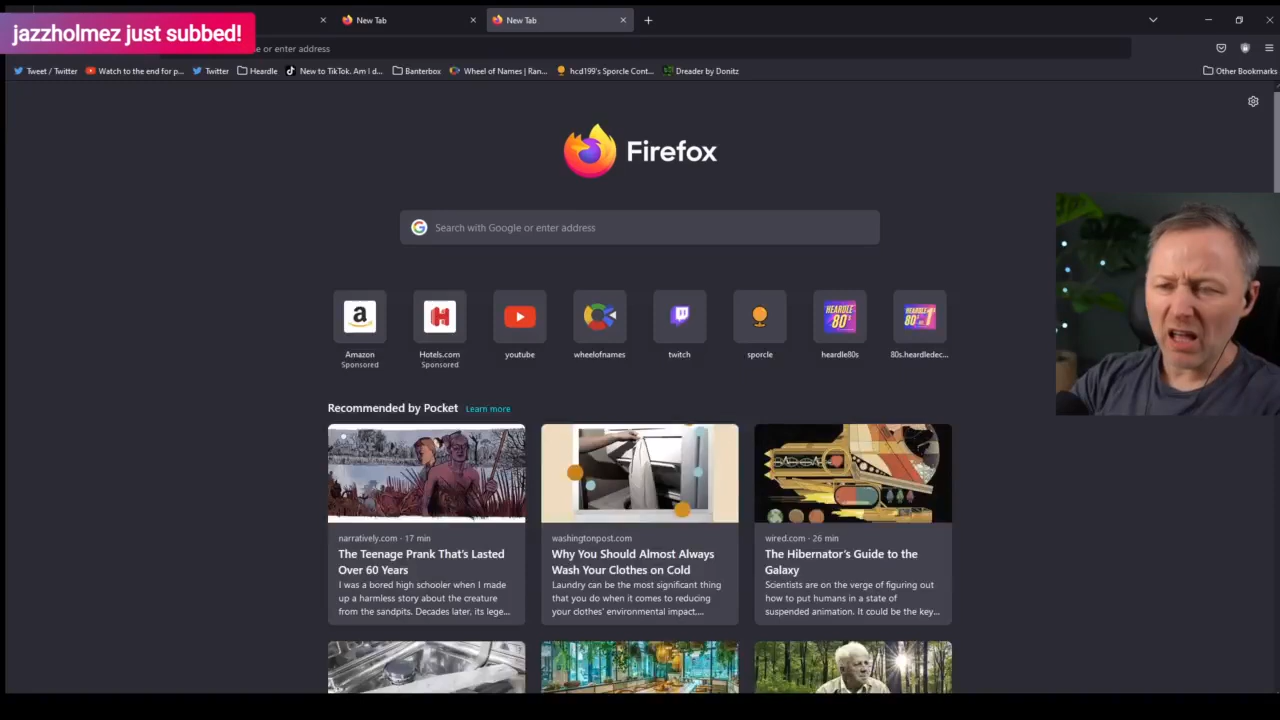 jazzholmez just subbed!
New Tab
New Tab
or enter address
Tweet / Twitter
Watch to the end for p...
Twitter
Heardle
New to TikTok. Am I d...
Banterbox
Wheel of Names | Ran...
hcd199's Sporcle Cont...
Dreader by Donitz
Other Bookmarks
Firefox
Search with Google or enter address
Amazon
Sponsored
Hotels.com
Sponsored
youtube
wheelofnames
twitch
sporcle
HEARDLE
80's
heardle80s
HEARDLE
80's
80s.heardledec...
Recommended by Pocket Learn more
narratively.com · 17 min
The Teenage Prank That's Lasted
Over 60 Years
I was a bored high schooler when I made
up a harmless story about the creature
from the sandpits. Decades later, its lege...
washingtonpost.com
Why You Should Almost Always
Wash Your Clothes on Cold
Laundry can be the most significant thing
that you do when it comes to reducing
your clothes' environmental impact,...
wired.com · 26 min
The Hibernator's Guide to the
Galaxy
Scientists are on the verge of figuring out
how to put humans in a state of
suspended animation. It could be the key...